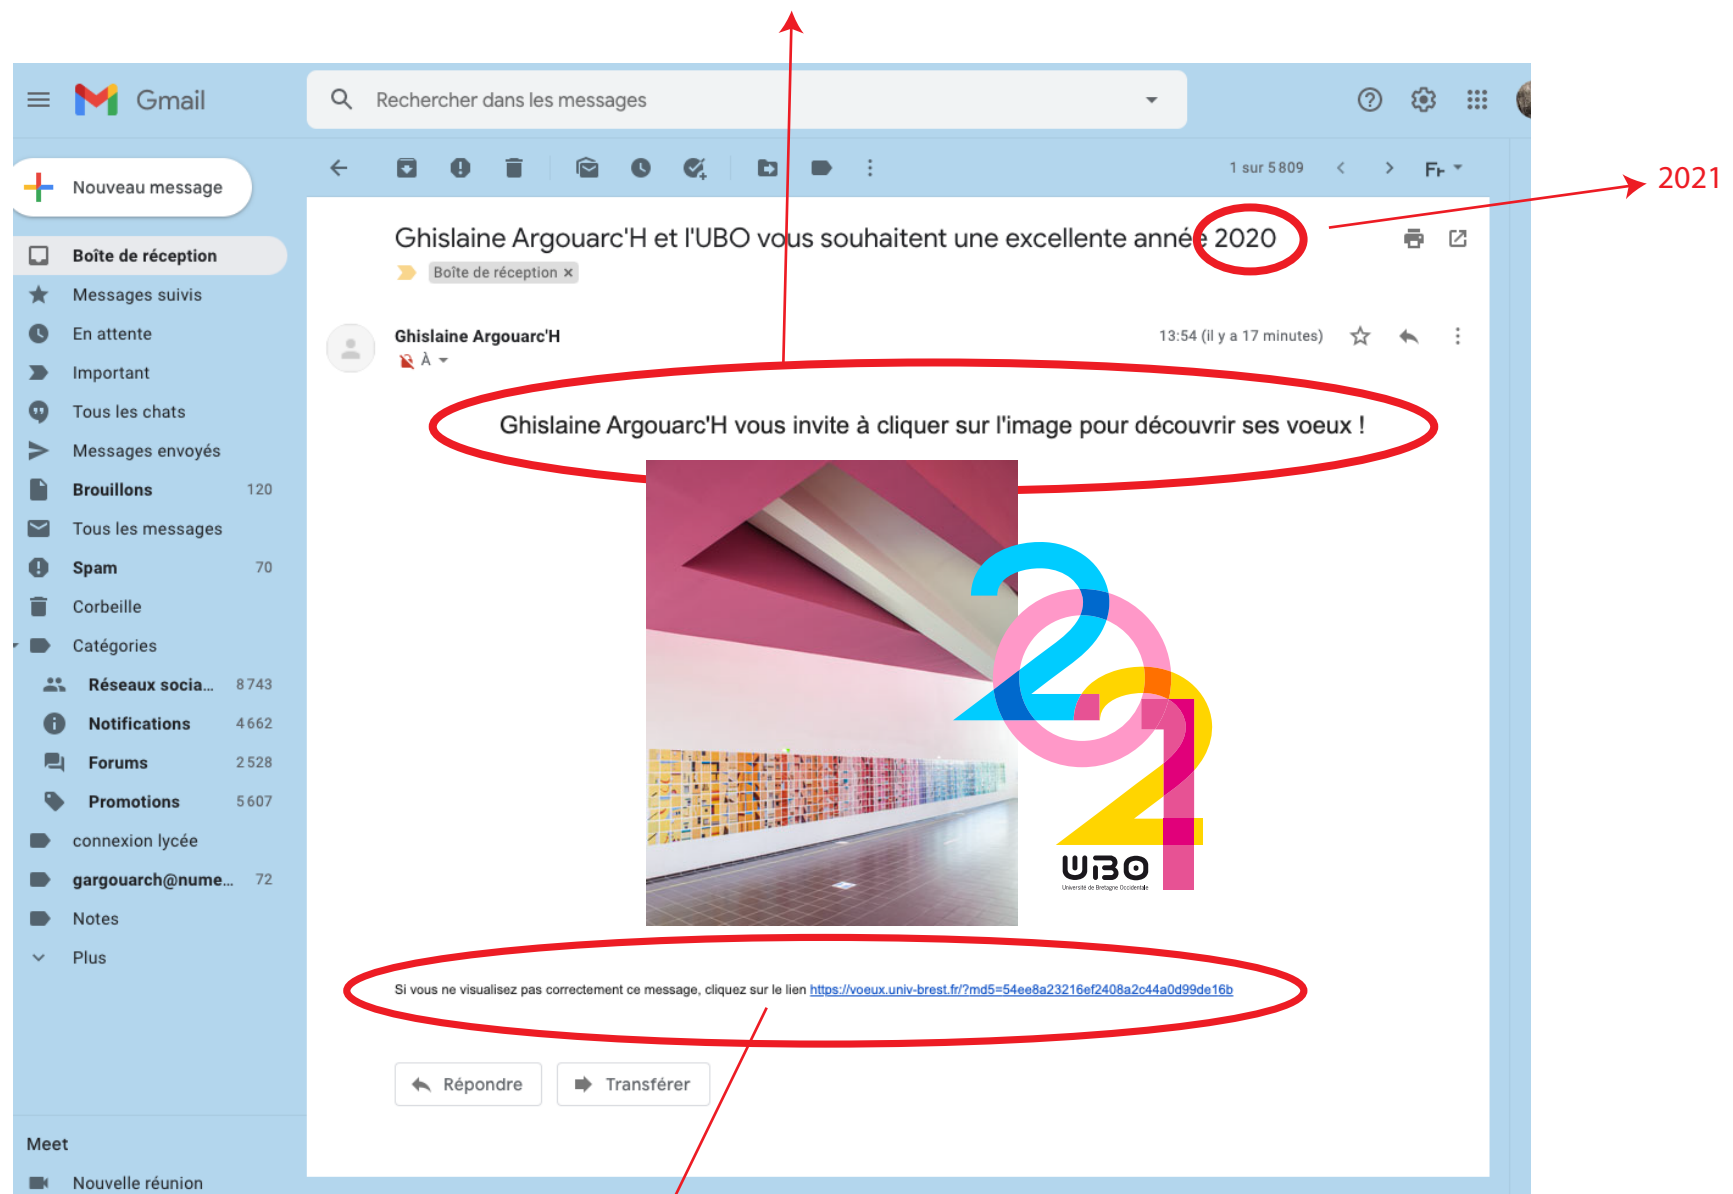 Gmail
Rechercher dans les messages
Nouveau message
1 sur 5 809
2021
Ghislaine Argouarc'H et l'UBO vous souhaitent une excellente année 2020
Boîte de réception ×
Ghislaine Argouarc'H
13:54 (il y a 17 minutes)
À
Ghislaine Argouarc'H vous invite à cliquer sur l'image pour découvrir ses voeux !
2021
UBO
Université de Bretagne Occidentale
Si vous ne visualisez pas correctement ce message, cliquez sur le lien https://voeux.univ-brest.fr/?md5=54ee8a23216ef2408a2c44a0d99de16b
Répondre
Transférer
Boîte de réception
Messages suivis
En attente
Important
Tous les chats
Messages envoyés
Brouillons 120
Tous les messages
Spam 70
Corbeille
Catégories
Réseaux socia... 8 743
Notifications 4 662
Forums 2 528
Promotions 5 607
connexion lycée
gargouarch@nume... 72
Notes
Plus
Meet
Nouvelle réunion